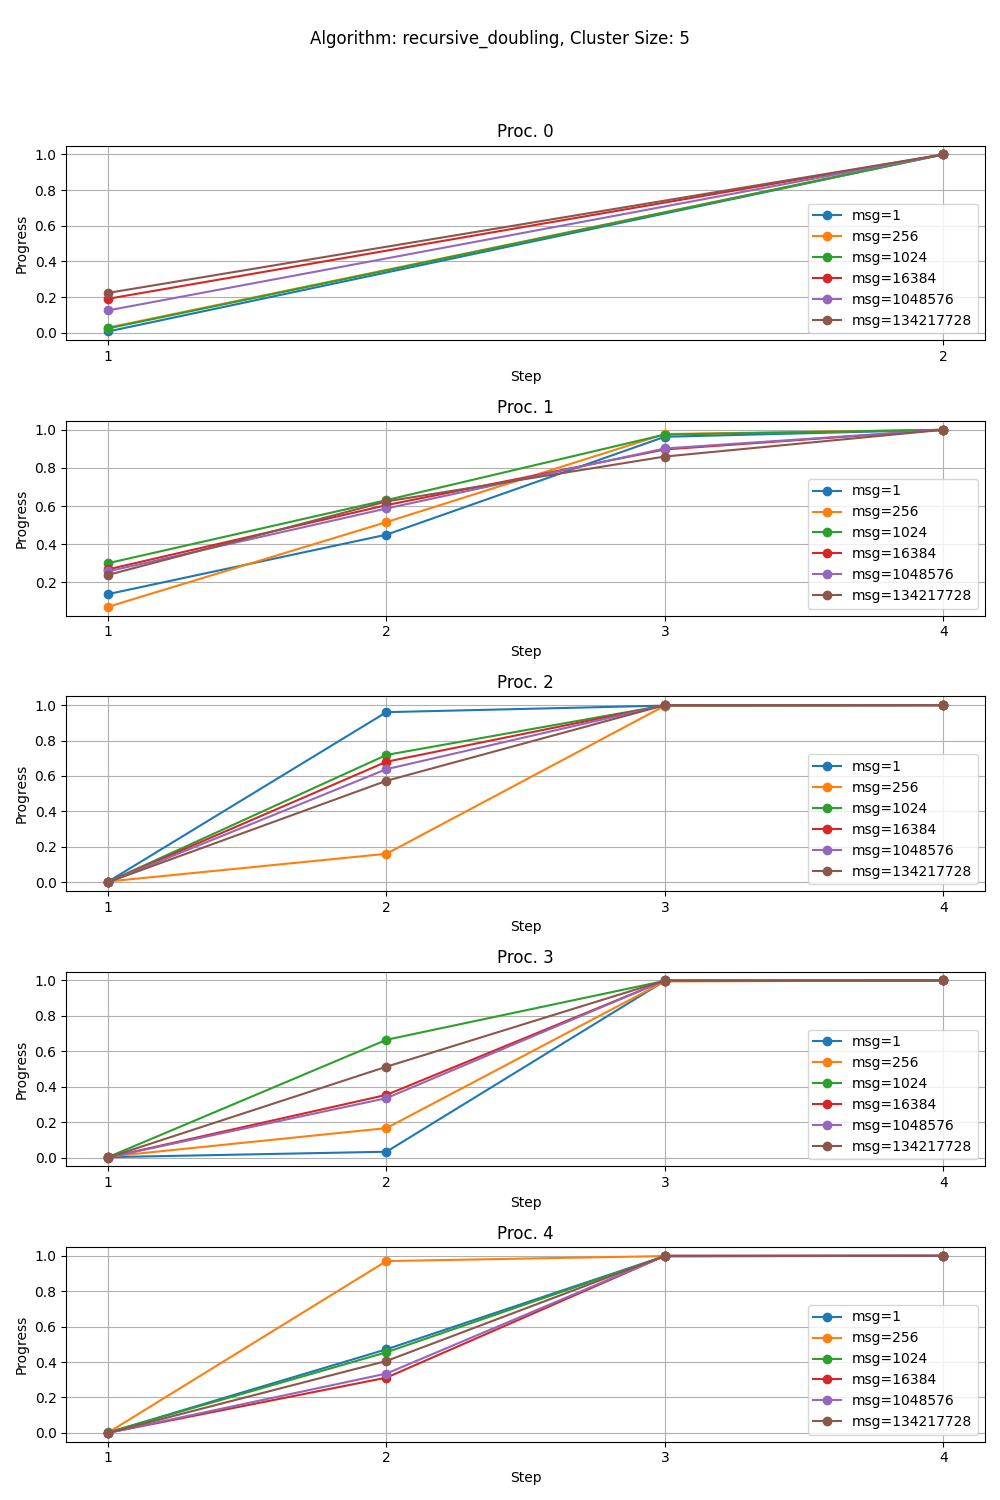 Algorithm: recursive_doubling, Cluster Size: 5
Proc. 0
Progress
1.0
0.8
0.6
0.4
0.2
0.0
msg=1
msg=256
msg=1024
msg=16384
msg=1048576
msg=134217728
1 2
Step
Proc. 1
Progress
1.0
0.8
0.6
0.4
0.2
msg=1
msg=256
msg=1024
msg=16384
msg=1048576
msg=134217728
1 2 3 4
Step
Proc. 2
Progress
1.0
0.8
0.6
0.4
0.2
0.0
msg=1
msg=256
msg=1024
msg=16384
msg=1048576
msg=134217728
1 2 3 4
Step
Proc. 3
Progress
1.0
0.8
0.6
0.4
0.2
0.0
msg=1
msg=256
msg=1024
msg=16384
msg=1048576
msg=134217728
1 2 3 4
Step
Proc. 4
Progress
1.0
0.8
0.6
0.4
0.2
0.0
msg=1
msg=256
msg=1024
msg=16384
msg=1048576
msg=134217728
1 2 3 4
Step